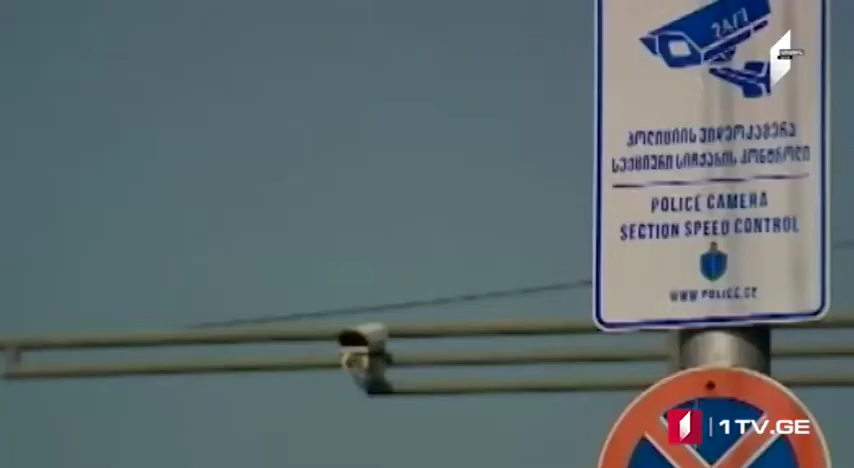 24/7
პოლიციის ვიდეოკამერა
სექციური სიჩქარის კონტროლი
POLICE CAMERA
SECTION SPEED CONTROL
WWW.POLICE.GE
1TV.GE